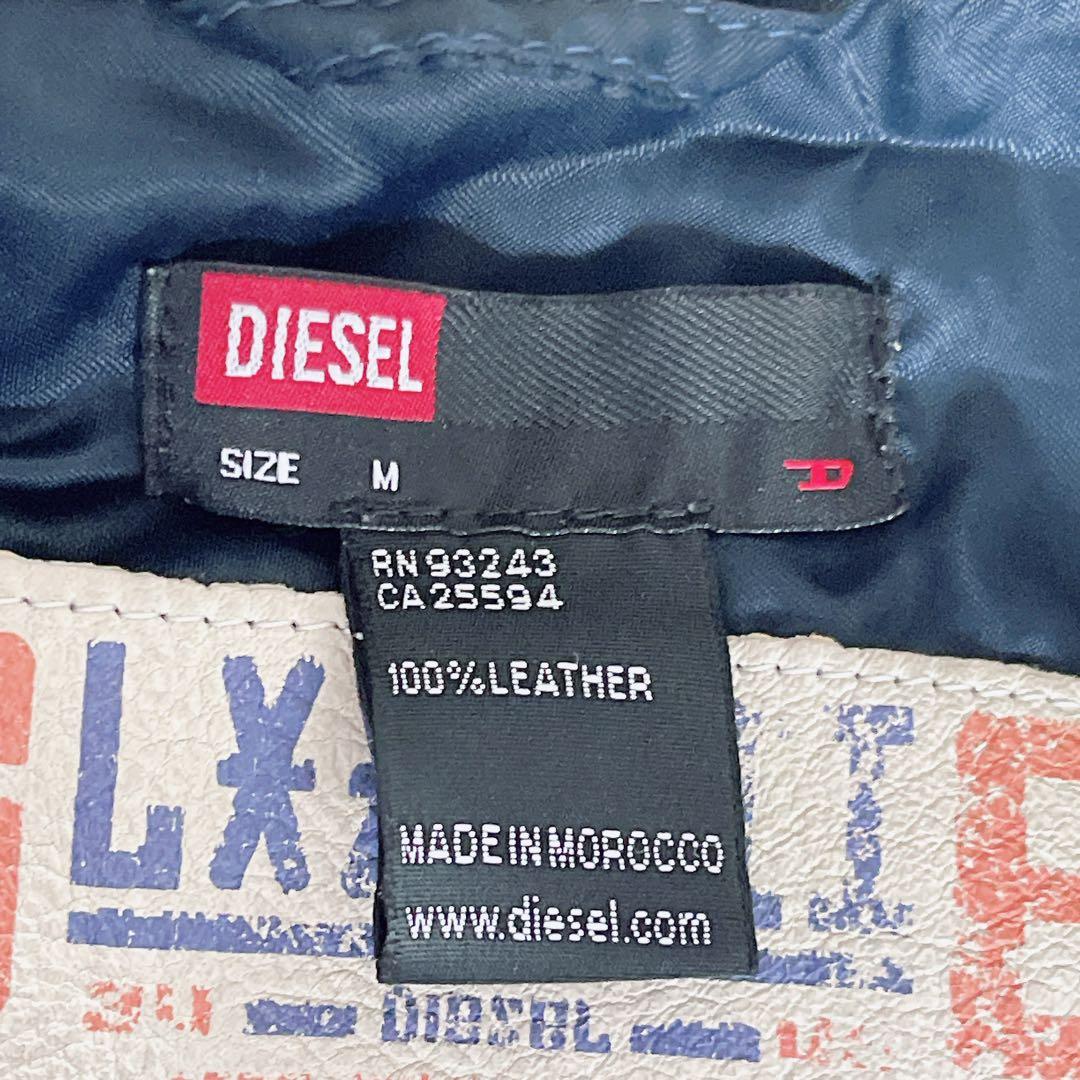 DIESEL
SIZE M
RN 93243
CA 25594
100% LEATHER
MADE IN MOROCCO
www.diesel.com
DIESEL